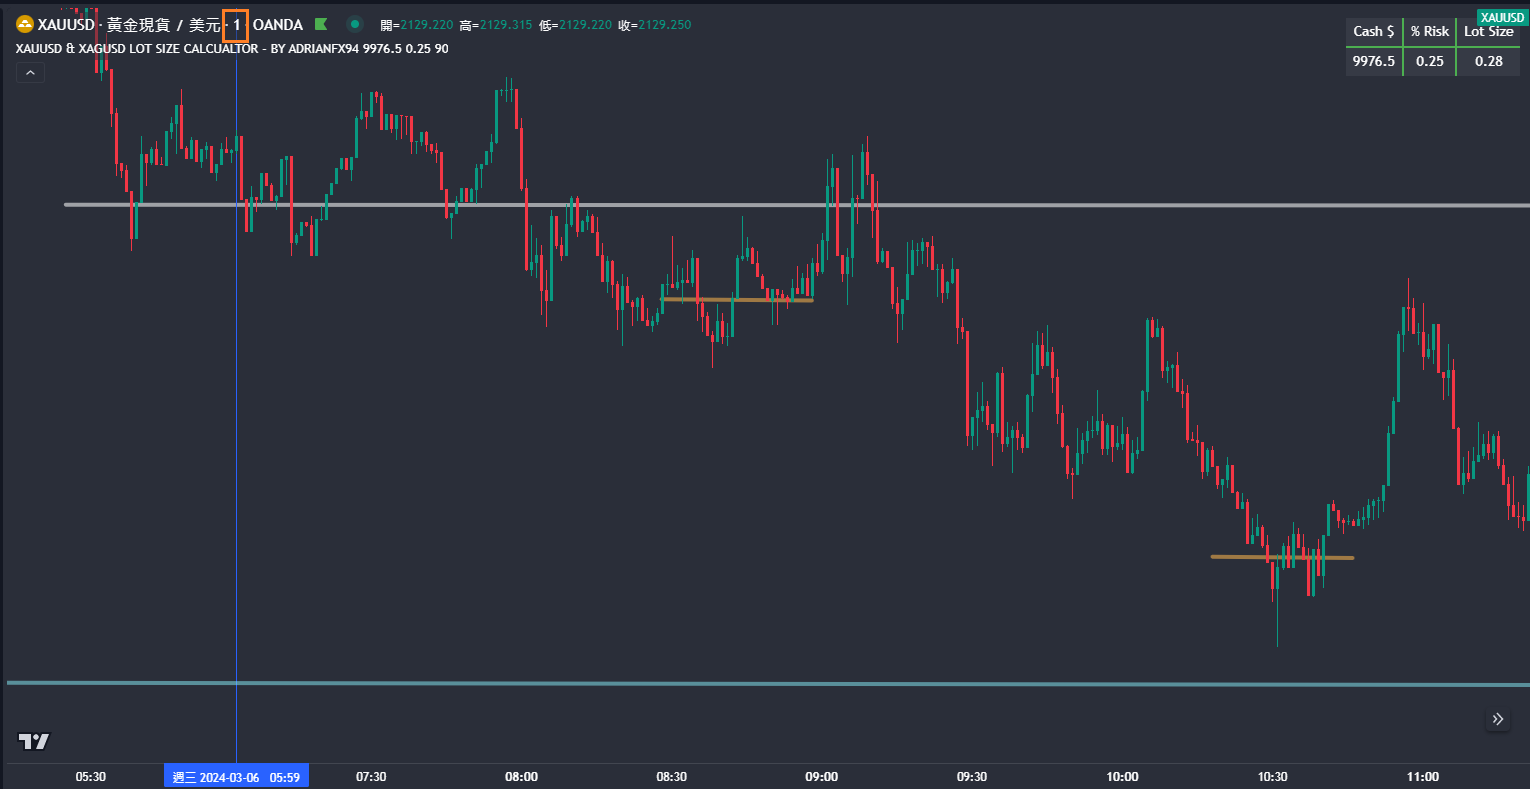 XAUUSD · 黃金現貨 / 美元 · 1 · OANDA 開=2129.220 高=2129.315 低=2129.220 收=2129.250
XAUUSD & XAGUSD LOT SIZE CALCUALTOR - BY ADRIANFX94 9976.5 0.25 90
XAUUSD
Cash $ % Risk Lot Size
9976.5 0.25 0.28
05:30 週三 2024-03-06 05:59 07:30 08:00 08:30 09:00 09:30 10:00 10:30 11:00